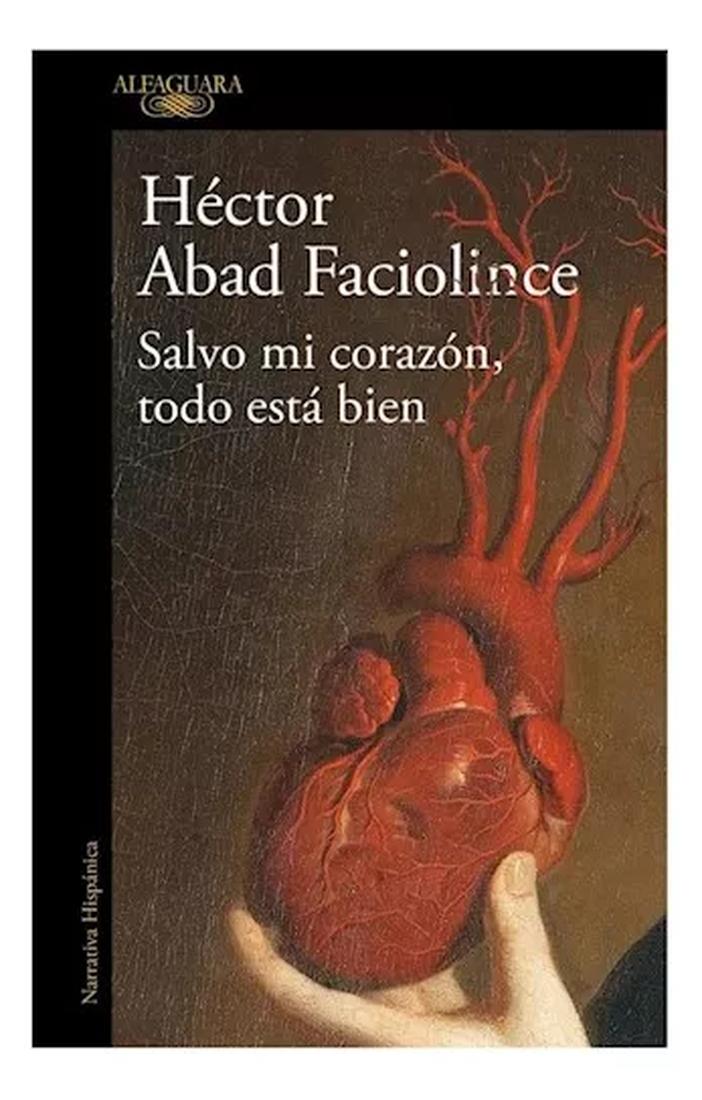 ALFAGUARA
Héctor
Abad Faciolince
Salvo mi corazón,
todo está bien
Narrativa Hispánica